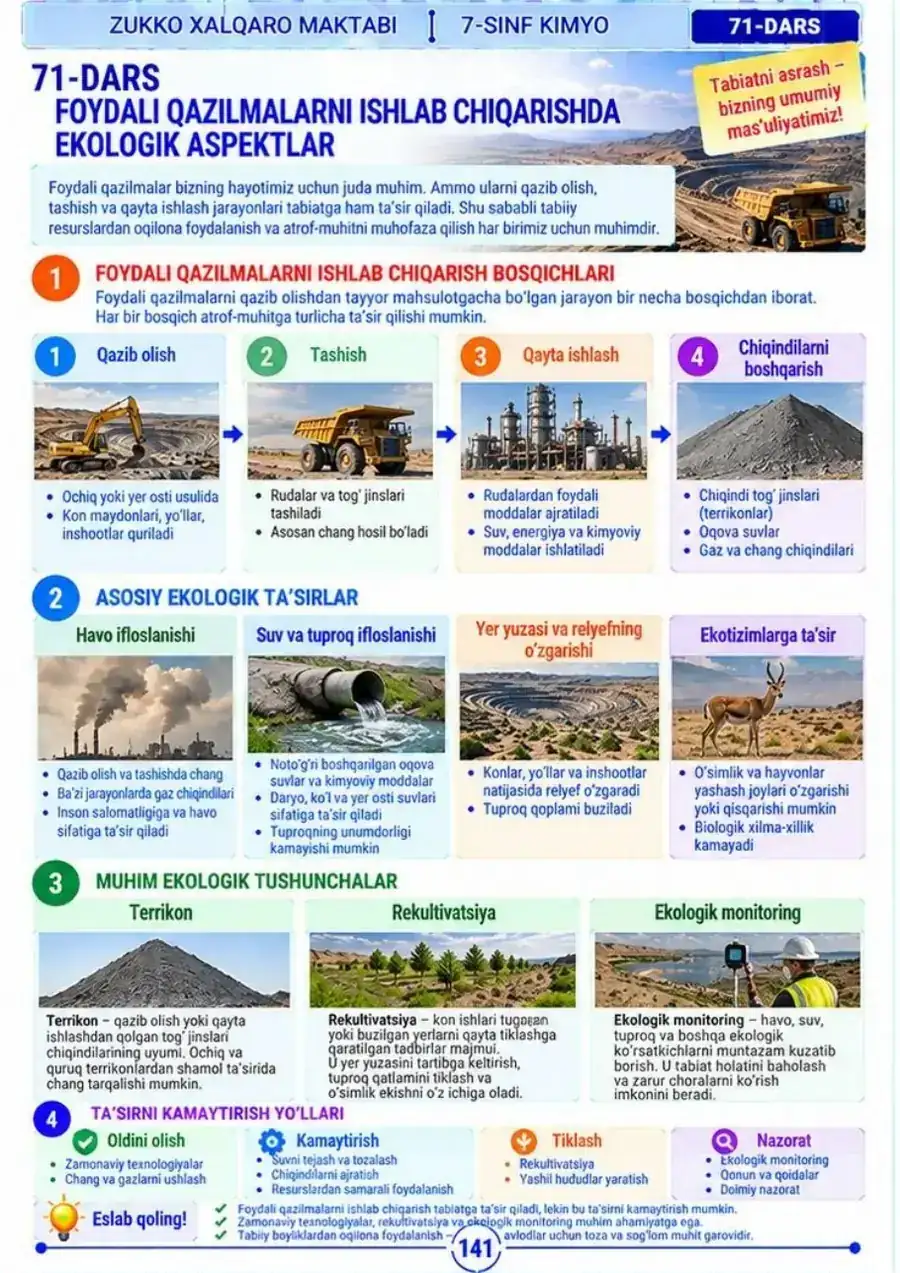 ZUKKO XALQARO MAKTABI
7-SINF KIMYO
71-DARS
71-DARS
FOYDALI QAZILMALARNI ISHLAB CHIQARISHDA
EKOLOGIK ASPEKTLAR
Tabiatni asrash –
bizning umumiy
mas'uliyatimiz!
Foydali qazilmalar bizning hayotimiz uchun juda muhim. Ammo ularni qazib olish,
tashish va qayta ishlash jarayonlari tabiatga ham ta'sir qiladi. Shu sababli tabiiy
resurslardan oqilona foydalanish va atrof-muhitni muhofaza qilish har birimiz uchun muhimdir.
1
FOYDALI QAZILMALARNI ISHLAB CHIQARISH BOSQICHLARI
Foydali qazilmalarni qazib olishdan tayyor mahsulotgacha bo'lgan jarayon bir necha bosqichdan iborat.
Har bir bosqich atrof-muhitga turlicha ta'sir qilishi mumkin.
1 Qazib olish
• Ochiq yoki yer osti usulida
• Kon maydonlari, yo'llar,
inshootlar quriladi
2 Tashish
• Rudalar va tog' jinslari
tashiladi
• Asosan chang hosil bo'ladi
3 Qayta ishlash
• Rudalardan foydali
moddalar ajratiladi
• Suv, energiya va kimyoviy
moddalar ishlatiladi
4 Chiqindilarni
boshqarish
• Chiqindi tog' jinslari
(terrikonlar)
• Oqova suvlar
• Gaz va chang chiqindilari
2
ASOSIY EKOLOGIK TA'SIRLAR
Havo ifloslanishi
• Qazib olish va tashishda chang
• Ba'zi jarayonlarda gaz chiqindilari
• Inson salomatligiga va havo
sifatiga ta'sir qiladi
Suv va tuproq ifloslanishi
• Noto'g'ri boshqarilgan oqova
suvlar va kimyoviy moddalar
• Daryo, ko'l va yer osti suvlari
sifatiga ta'sir qiladi
• Tuproqning unumdorligi
kamayishi mumkin
Yer yuzasi va relyefning
o'zgarishi
• Konlar, yo'llar va inshootlar
natijasida relyef o'zgaradi
• Tuproq qoplami buziladi
Ekotizimlarga ta'sir
• O'simlik va hayvonlar
yashash joylari o'zgarishi
yoki qisqarishi mumkin
• Biologik xilma-xillik
kamayadi
3
MUHIM EKOLOGIK TUSHUNCHALAR
Terrikon
Terrikon – qazib olish yoki qayta
ishlashdan qolgan tog' jinslari
chiqindilarining uyumi. Ochiq va
quruq terrikonlardan shamol ta'sirida
chang tarqalishi mumkin.
Rekultivatsiya
Rekultivatsiya – kon ishlari tugagan
yoki buzilgan yerlarni qayta tiklashga
qaratilgan tadbirlar majmui.
U yer yuzasini tartibga keltirish,
tuproq qatlamini tiklash va
o'simlik ekishni o'z ichiga oladi.
Ekologik monitoring
Ekologik monitoring – havo, suv,
tuproq va boshqa ekologik
ko'rsatkichlarni muntazam kuzatib
borish. U tabiat holatini baholash
va zarur choralarni ko'rish
imkonini beradi.
4
TA'SIRNI KAMAYTIRISH YO'LLARI
Oldini olish
• Zamonaviy texnologiyalar
• Chang va gazlarni ushlash
Kamaytirish
• Suvni tejash va tozalash
• Chiqindilarni ajratish
• Resurslardan samarali foydalanish
Tiklash
• Rekultivatsiya
• Yashil hududlar yaratish
Nazorat
• Ekologik monitoring
• Qonun va qoidalar
• Doimiy nazorat
Eslab qoling!
✓ Foydali qazilmalarni ishlab chiqarish tabiatga ta'sir qiladi, lekin bu ta'sirni kamaytirish mumkin.
✓ Zamonaviy texnologiyalar, rekultivatsiya va ekologik monitoring muhim ahamiyatga ega.
✓ Tabiiy boyliklardan oqilona foydalanish – avlodlar uchun toza va sog'lom muhit garovidir.
141